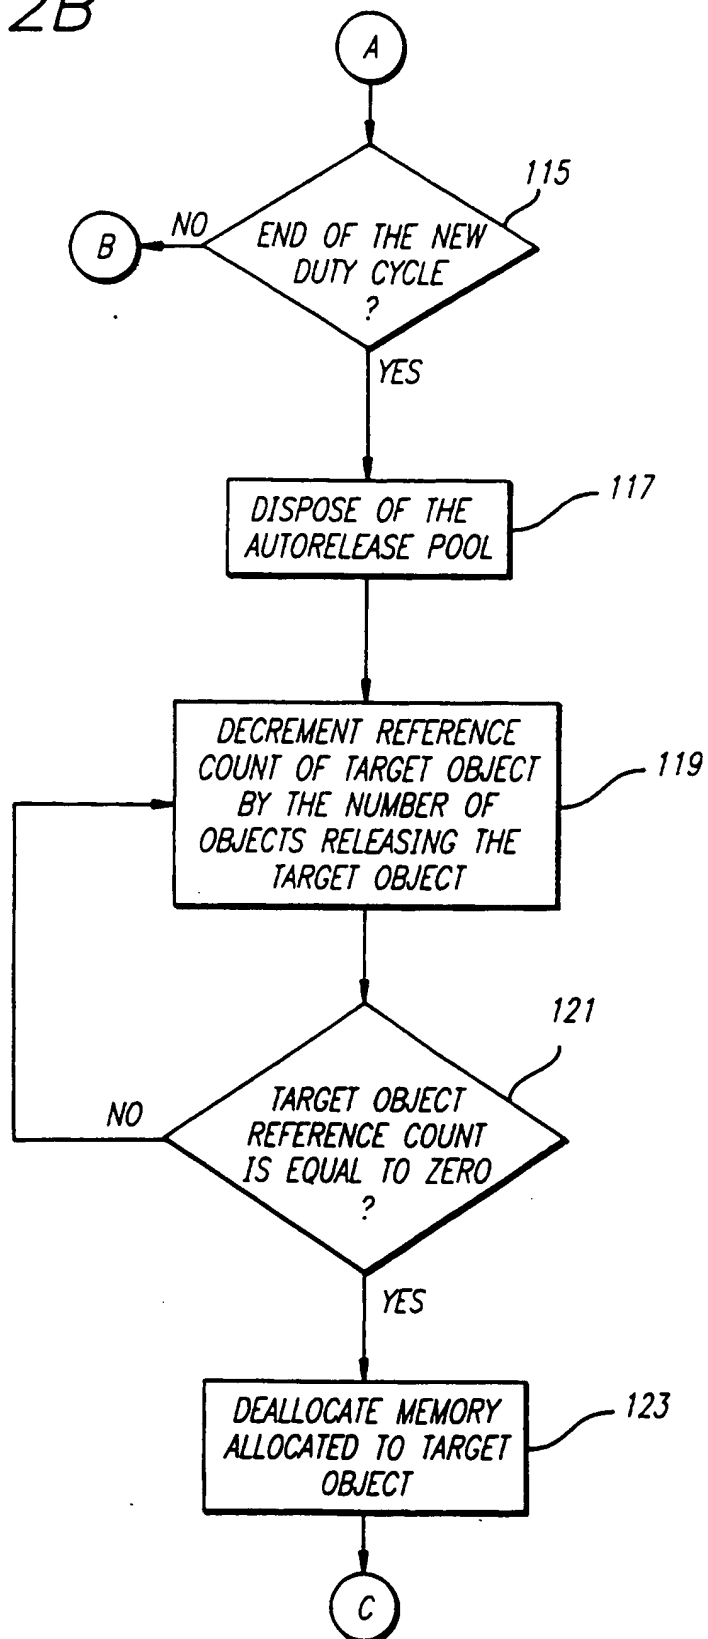 2B
A
115
NO
B
END OF THE NEW
DUTY CYCLE
?
YES
117
DISPOSE OF THE
AUTORELEASE POOL
DECREMENT REFERENCE
COUNT OF TARGET OBJECT
BY THE NUMBER OF
OBJECTS RELEASING THE
TARGET OBJECT
119
121
NO
TARGET OBJECT
REFERENCE COUNT
IS EQUAL TO ZERO
?
YES
DEALLOCATE MEMORY
ALLOCATED TO TARGET
OBJECT
123
C